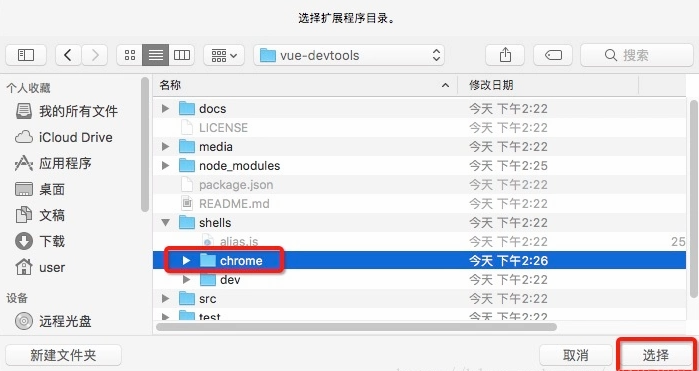 选择扩展程序目录。
vue-devtools
搜索
个人收藏
我的所有文件
iCloud Drive
应用程序
桌面
文稿
下载
user
设备
远程光盘
名称 修改日期
docs 今天 下午2:22
LICENSE 今天 下午2:22
media 今天 下午2:22
node_modules 今天 下午2:25
package.json 今天 下午2:22
README.md 今天 下午2:22
shells 今天 下午2:22
alias.js 今天 下午2:22 25
chrome 今天 下午2:26
dev 今天 下午2:22
src 今天 下午2:22
test 今天 下午2:22
新建文件夹 取消 选择